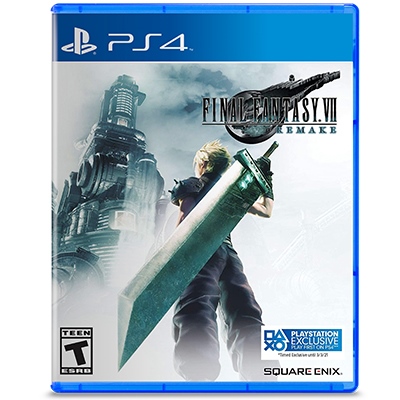 PS4
FINAL FANTASY VII
REMAKE
TEEN
T
ESRB
PLAYSTATION
EXCLUSIVE
PLAY FIRST ON PS4
SQUARE ENIX